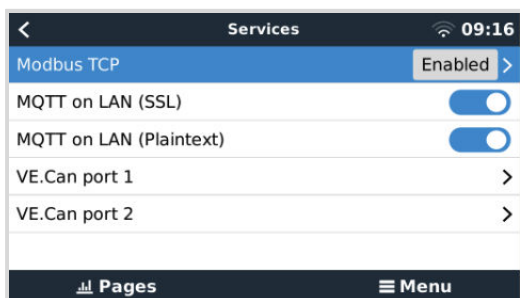 Services 09:16
Modbus TCP Enabled
MQTT on LAN (SSL)
MQTT on LAN (Plaintext)
VE.Can port 1
VE.Can port 2
Pages Menu